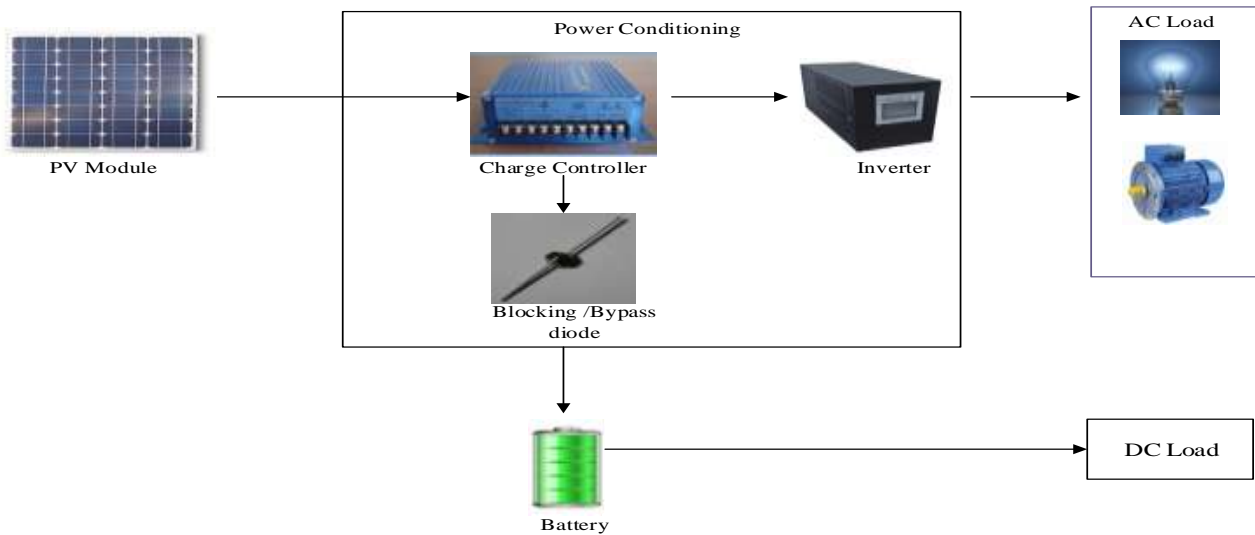 Power Conditioning
AC Load
PV Module
Charge Controller
Inverter
Blocking /Bypass
diode
DC Load
Battery